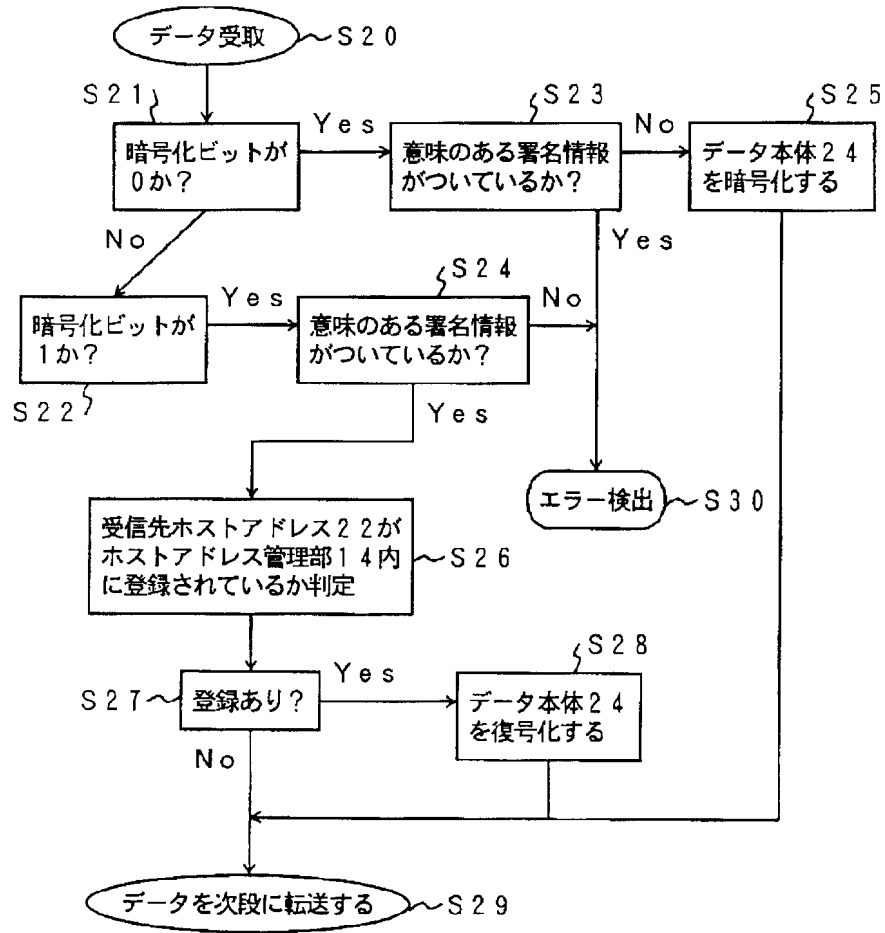 データ受取
S20
S21
暗号化ビットが
0か?
Yes
S23
意味のある署名情報
がついているか?
No
S25
データ本体24
を暗号化する
No
Yes
暗号化ビットが
1か?
S22
Yes
S24
意味のある署名情報
がついているか?
No
Yes
エラー検出
S30
受信先ホストアドレス22が
ホストアドレス管理部14内
に登録されているか判定
S26
S27
登録あり?
Yes
S28
データ本体24
を復号化する
No
データを次段に転送する
S29